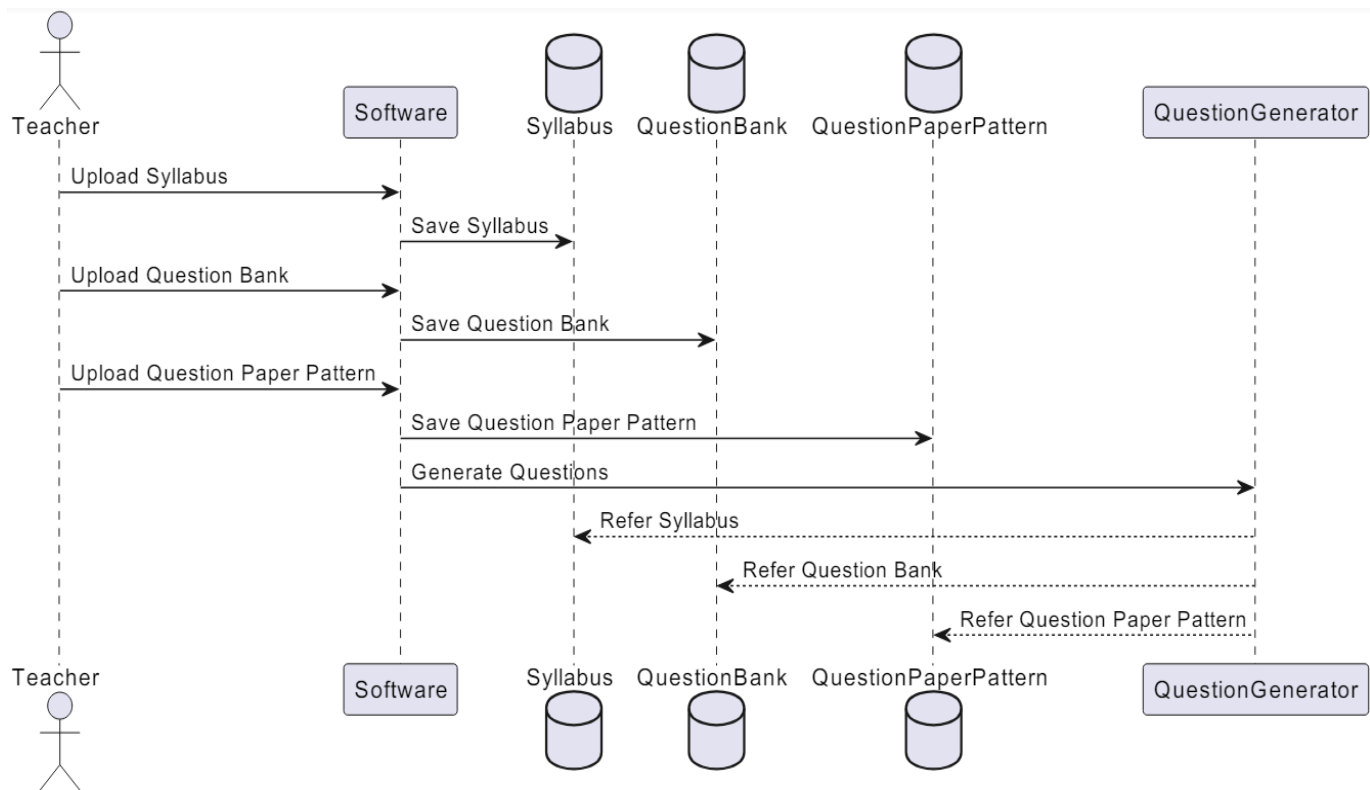 Teacher
Software
Syllabus
QuestionBank
QuestionPaperPattern
QuestionGenerator
Upload Syllabus
Save Syllabus
Upload Question Bank
Save Question Bank
Upload Question Paper Pattern
Save Question Paper Pattern
Generate Questions
Refer Syllabus
Refer Question Bank
Refer Question Paper Pattern
Teacher
Software
Syllabus
QuestionBank
QuestionPaperPattern
QuestionGenerator